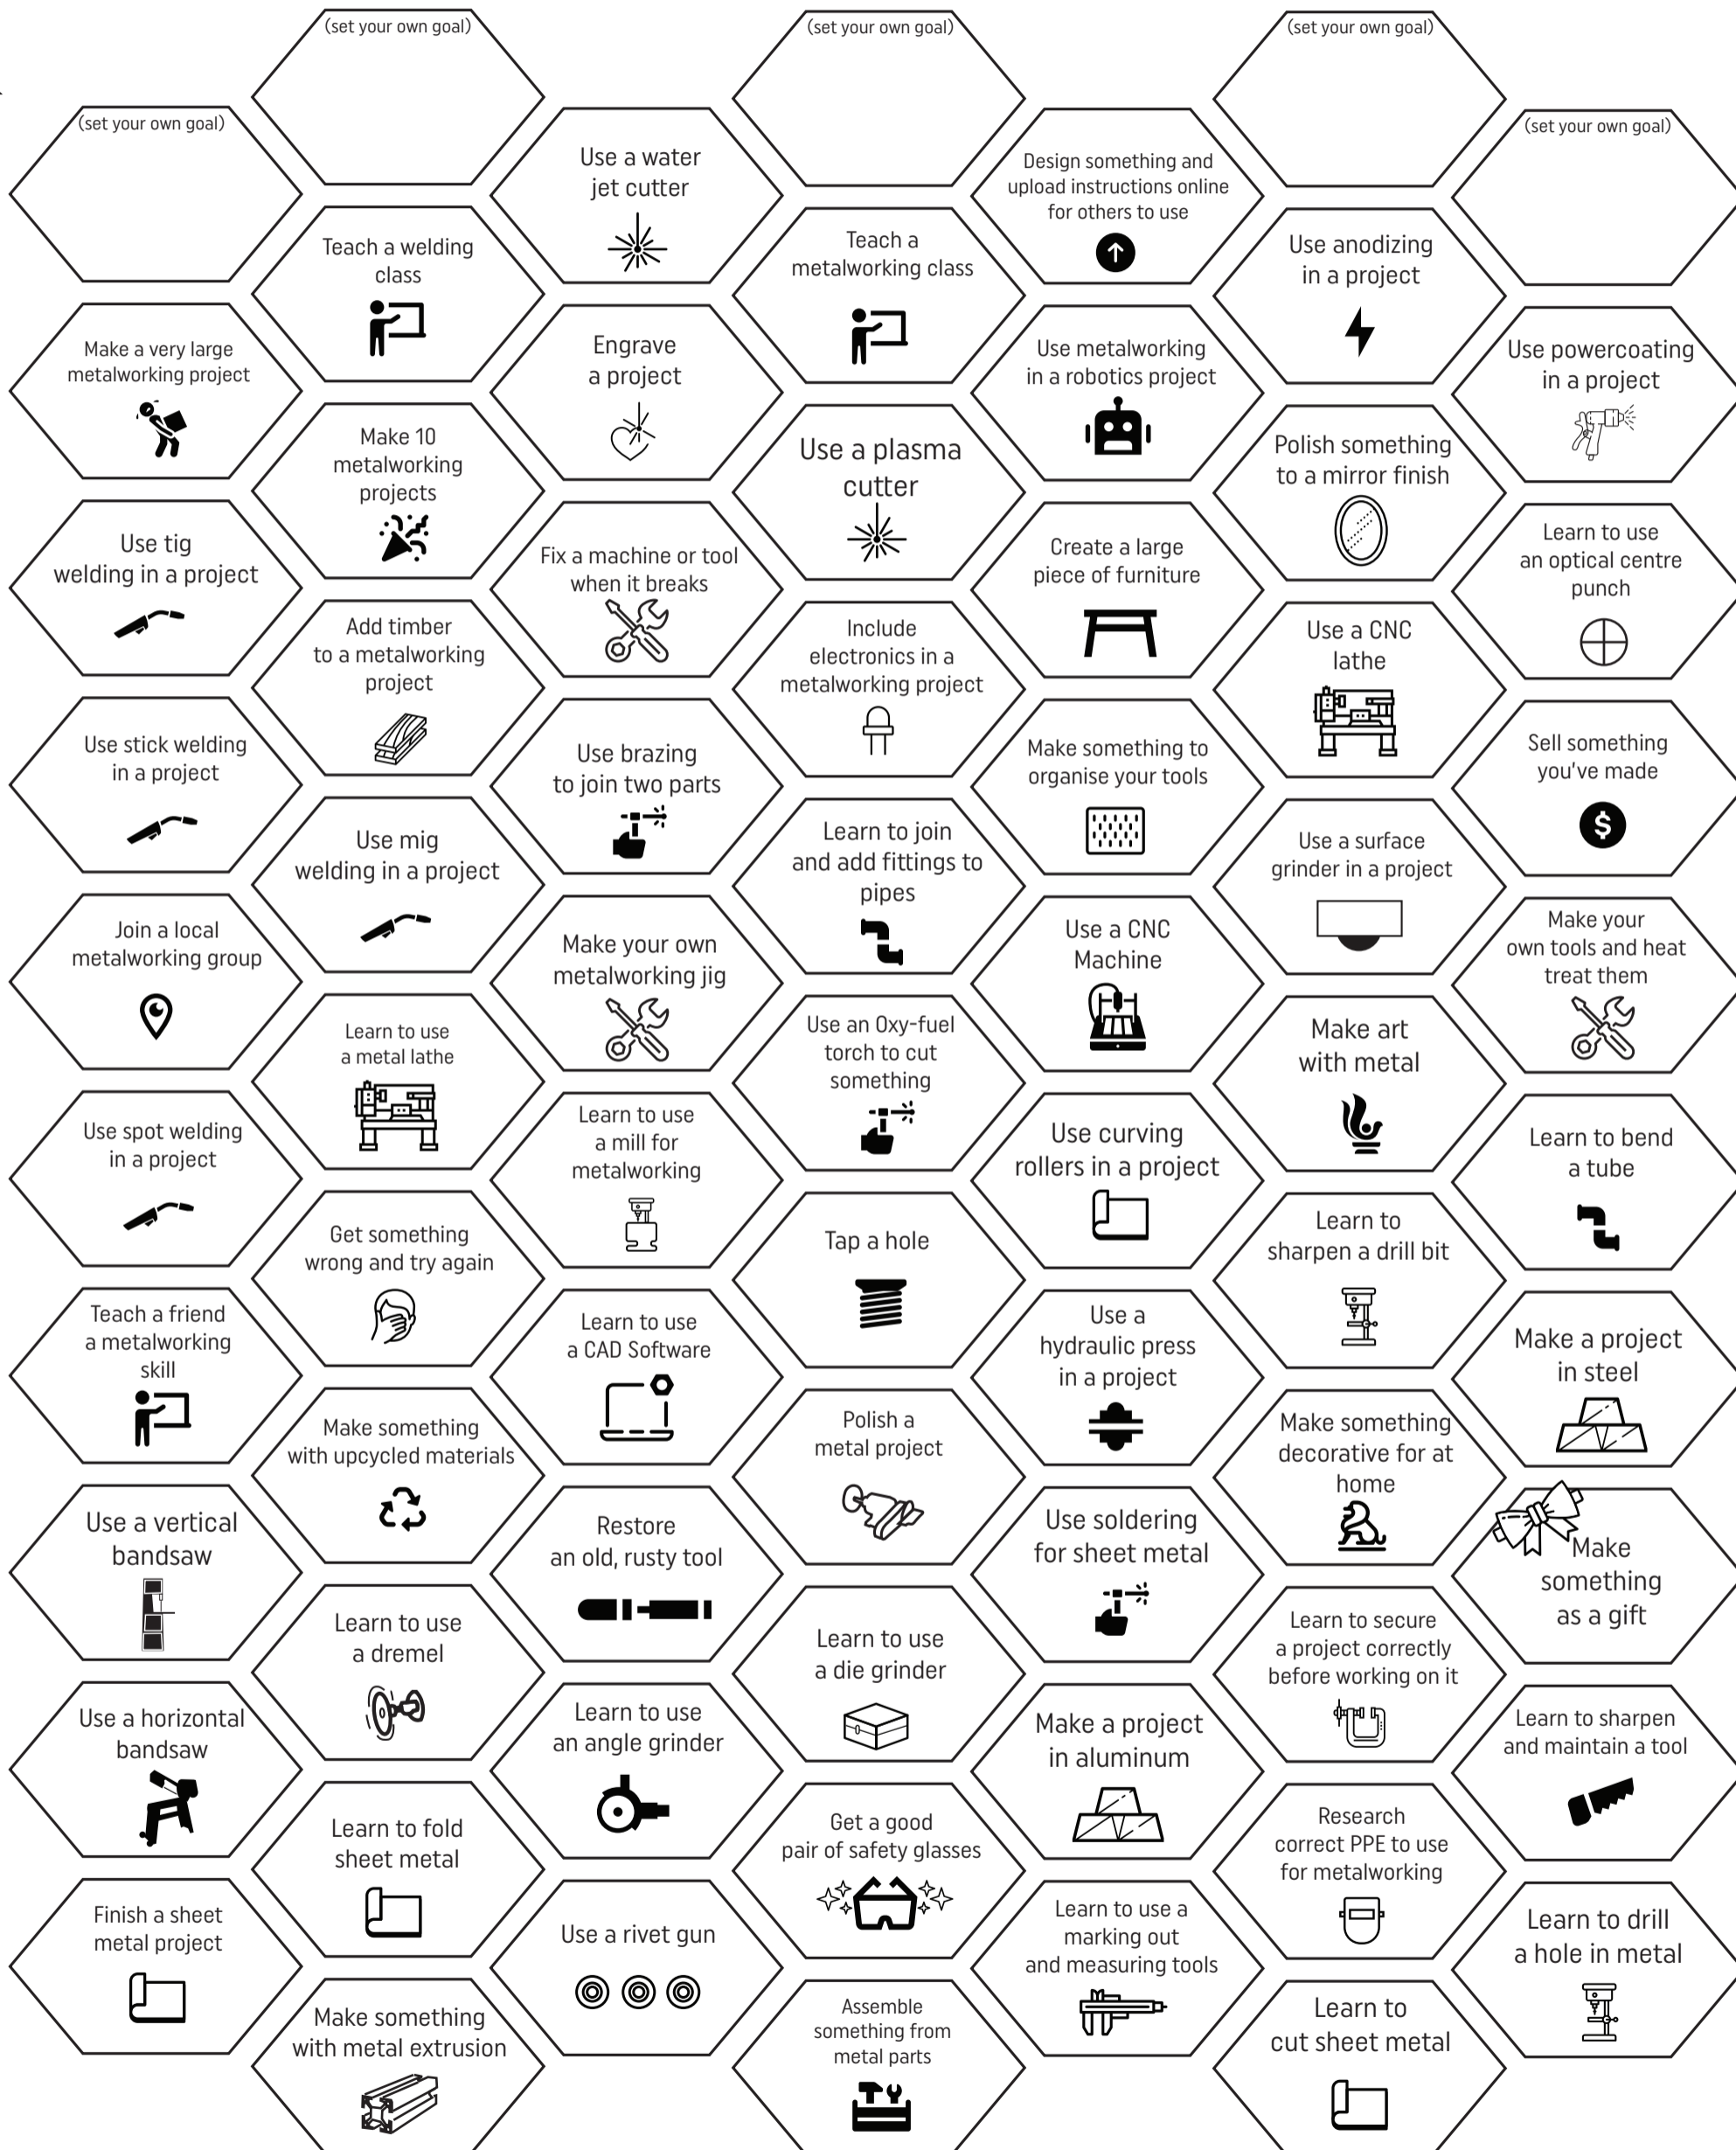 (set your own goal)
(set your own goal)
(set your own goal)
(set your own goal)
(set your own goal)
Use a water
jet cutter
Design something and
upload instructions online
for others to use
Teach a welding
class
Teach a
metalworking class
Use anodizing
in a project
Make a very large
metalworking project
Engrave
a project
Use metalworking
in a robotics project
Use powercoating
in a project
Make 10
metalworking
projects
Use a plasma
cutter
Polish something
to a mirror finish
Use tig
welding in a project
Fix a machine or tool
when it breaks
Create a large
piece of furniture
Learn to use
an optical centre
punch
Add timber
to a metalworking
project
Include
electronics in a
metalworking project
Use a CNC
lathe
Use stick welding
in a project
Use brazing
to join two parts
Make something to
organise your tools
Sell something
you've made
$
Use mig
welding in a project
Learn to join
and add fittings to
pipes
Use a surface
grinder in a project
Join a local
metalworking group
Make your own
metalworking jig
Use a CNC
Machine
Make your
own tools and heat
treat them
Learn to use
a metal lathe
Use an Oxy-fuel
torch to cut
something
Make art
with metal
Use spot welding
in a project
Learn to use
a mill for
metalworking
Use curving
rollers in a project
Learn to bend
a tube
Get something
wrong and try again
Tap a hole
Learn to
sharpen a drill bit
Teach a friend
a metalworking
skill
Learn to use
a CAD Software
Use a
hydraulic press
in a project
Make a project
in steel
Make something
with upcycled materials
Polish a
metal project
Make something
decorative for at
home
Use a vertical
bandsaw
Restore
an old, rusty tool
Use soldering
for sheet metal
Make
something
as a gift
Learn to use
a dremel
Learn to use
a die grinder
Learn to secure
a project correctly
before working on it
Use a horizontal
bandsaw
Learn to use
an angle grinder
Make a project
in aluminum
Learn to sharpen
and maintain a tool
Learn to fold
sheet metal
Get a good
pair of safety glasses
Research
correct PPE to use
for metalworking
Finish a sheet
metal project
Use a rivet gun
Learn to use a
marking out
and measuring tools
Learn to drill
a hole in metal
Make something
with metal extrusion
Assemble
something from
metal parts
Learn to
cut sheet metal